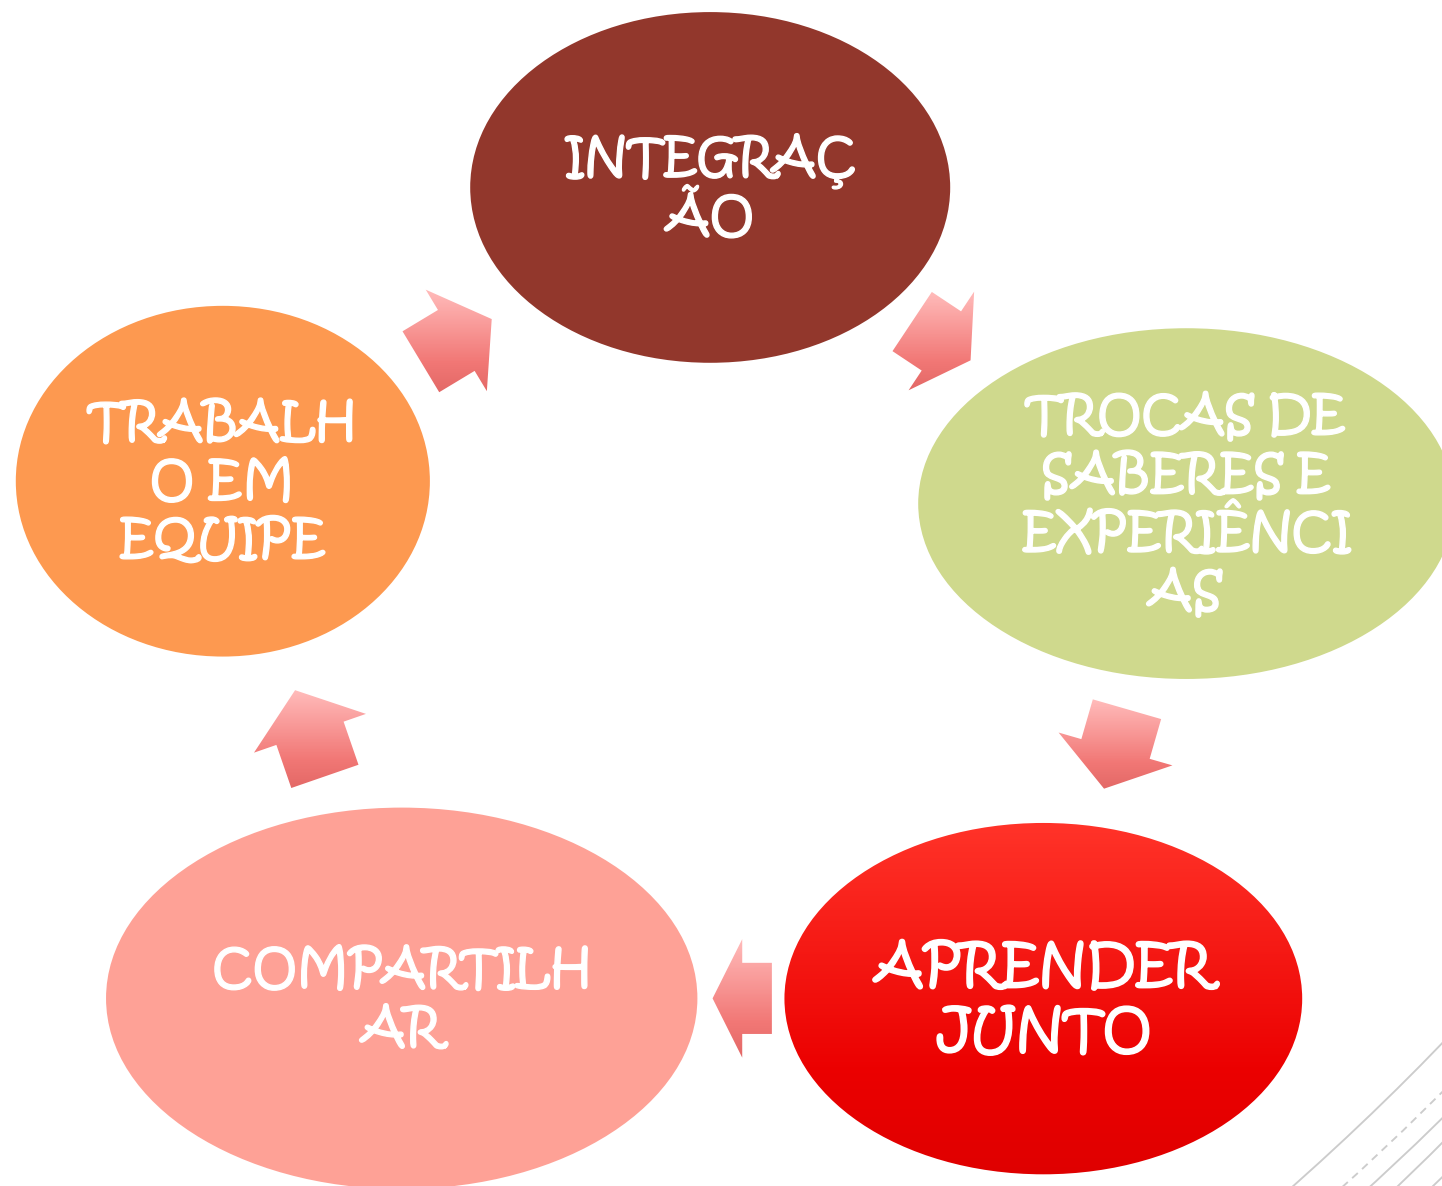 INTEGRAÇ
ÃO
TROCAS DE
SABERES E
EXPERIÊNCI
AS
APRENDER
JUNTO
COMPARTILH
AR
TRABALH
O EM
EQUIPE